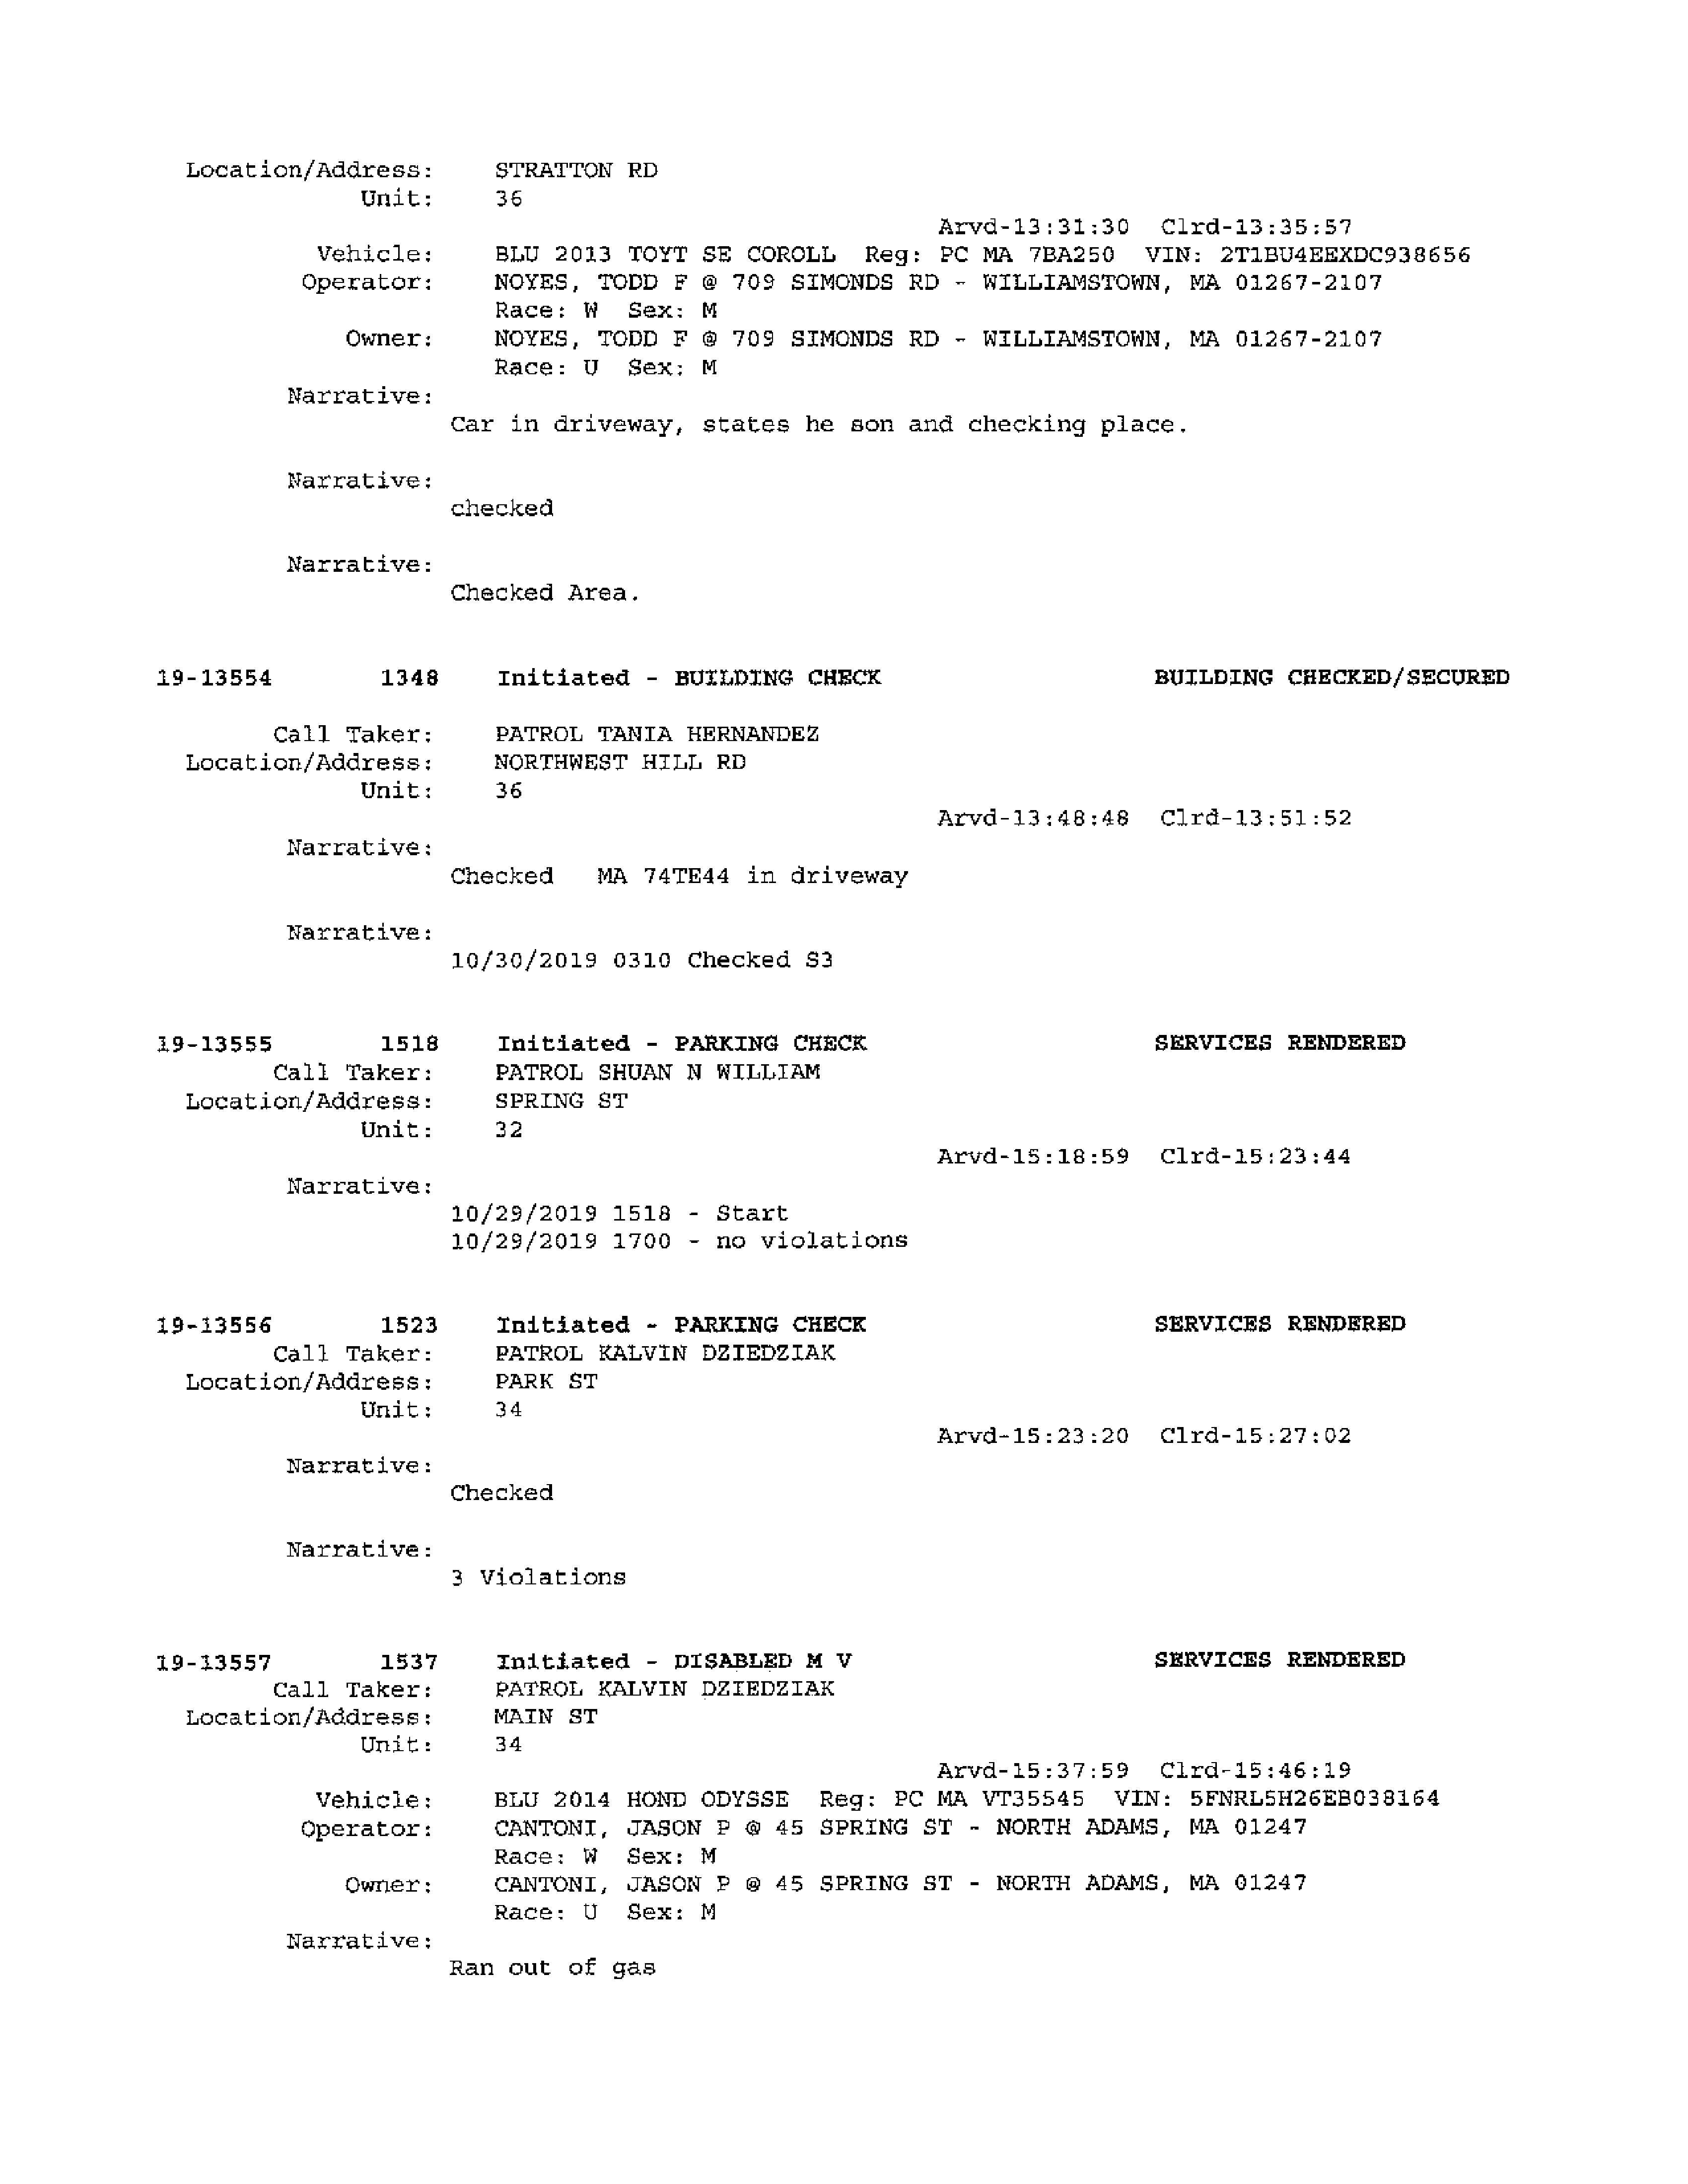 Location/Address: STRATTON RD
Unit: 36
Arvd-13:31:30 Clrd-13:35:57
Vehicle: BLU 2013 TOYT SE COROLL Reg: PC MA 7BA250 VIN: 2T1BU4EEXDC938656
Operator: NOYES, TODD F @ 709 SIMONDS RD - WILLIAMSTOWN, MA 01267-2107
Race: W Sex: M
Owner: NOYES, TODD F @ 709 SIMONDS RD - WILLIAMSTOWN, MA 01267-2107
Race: U Sex: M
Narrative:
Car in driveway, states he son and checking place.
Narrative:
checked
Narrative:
Checked Area.
19-13554 1348 Initiated - BUILDING CHECK BUILDING CHECKED/SECURED
Call Taker: PATROL TANIA HERNANDEZ
Location/Address: NORTHWEST HILL RD
Unit: 36
Arvd-13:48:48 Clrd-13:51:52
Narrative:
Checked MA 74TE44 in driveway
Narrative:
10/30/2019 0310 Checked S3
19-13555 1518 Initiated - PARKING CHECK SERVICES RENDERED
Call Taker: PATROL SHUAN N WILLIAM
Location/Address: SPRING ST
Unit: 32
Arvd-15:18:59 Clrd-15:23:44
Narrative:
10/29/2019 1518 - Start
10/29/2019 1700 - no violations
19-13556 1523 Initiated - PARKING CHECK SERVICES RENDERED
Call Taker: PATROL KALVIN DZIEDZIAK
Location/Address: PARK ST
Unit: 34
Arvd-15:23:20 Clrd-15:27:02
Narrative:
Checked
Narrative:
3 Violations
19-13557 1537 Initiated - DISABLED M V SERVICES RENDERED
Call Taker: PATROL KALVIN DZIEDZIAK
Location/Address: MAIN ST
Unit: 34
Arvd-15:37:59 Clrd-15:46:19
Vehicle: BLU 2014 HOND ODYSSE Reg: PC MA VT35545 VIN: 5FNRL5H26EB038164
Operator: CANTONI, JASON P @ 45 SPRING ST - NORTH ADAMS, MA 01247
Race: W Sex: M
Owner: CANTONI, JASON P @ 45 SPRING ST - NORTH ADAMS, MA 01247
Race: U Sex: M
Narrative:
Ran out of gas